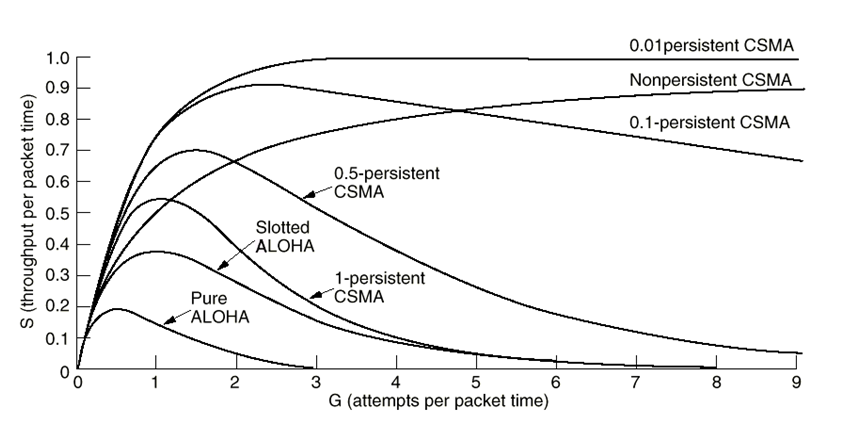 1.0
0.01persistent CSMA
0.9
Nonpersistent CSMA
0.8
0.1-persistent CSMA
0.7
0.6
0.5-persistent
CSMA
0.5
Slotted
ALOHA
0.4
0.3
1-persistent
CSMA
0.2
Pure
ALOHA
0.1
0
0 1 2 3 4 5 6 7 8 9
G (attempts per packet time)
S (throughput per packet time)